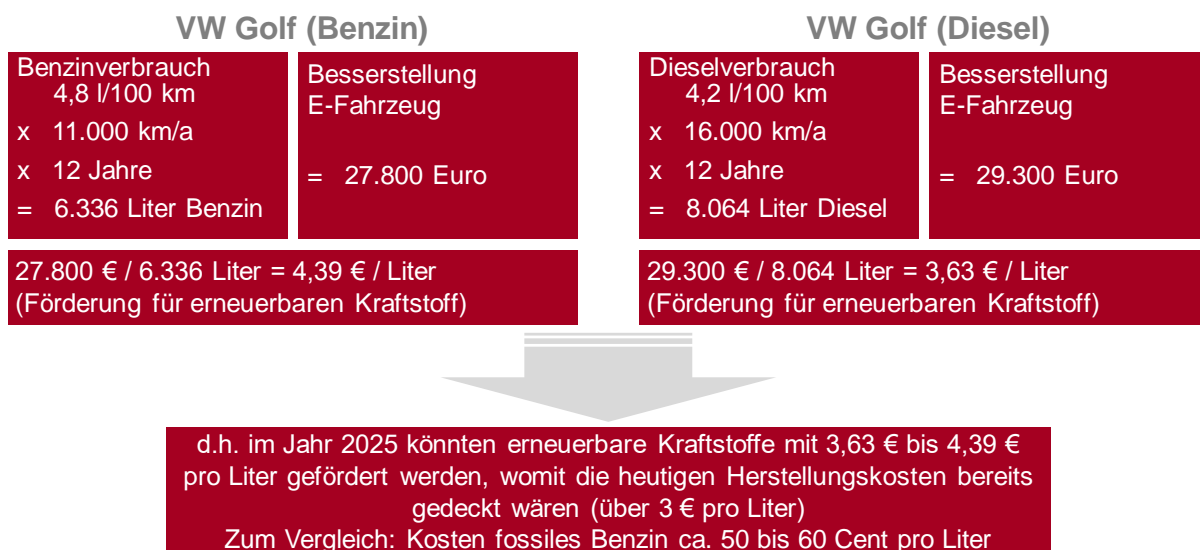 VW Golf (Benzin)
Benzinverbrauch
4,8 l/100 km
x 11.000 km/a
x 12 Jahre
= 6.336 Liter Benzin
Besserstellung
E-Fahrzeug
= 27.800 Euro
27.800 € / 6.336 Liter = 4,39 € / Liter
(Förderung für erneuerbaren Kraftstoff)
VW Golf (Diesel)
Dieselverbrauch
4,2 l/100 km
x 16.000 km/a
x 12 Jahre
= 8.064 Liter Diesel
Besserstellung
E-Fahrzeug
= 29.300 Euro
29.300 € / 8.064 Liter = 3,63 € / Liter
(Förderung für erneuerbaren Kraftstoff)
d.h. im Jahr 2025 könnten erneuerbare Kraftstoffe mit 3,63 € bis 4,39 €
pro Liter gefördert werden, womit die heutigen Herstellungskosten bereits
gedeckt wären (über 3 € pro Liter)
Zum Vergleich: Kosten fossiles Benzin ca. 50 bis 60 Cent pro Liter